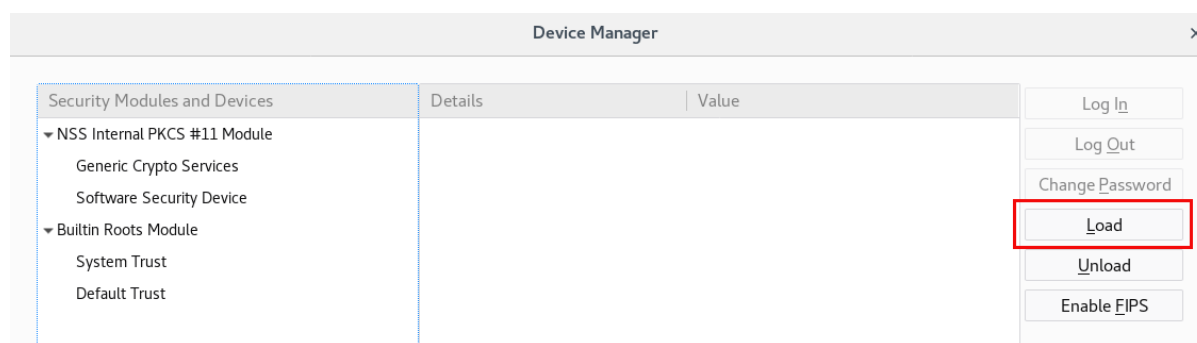 Device Manager
Security Modules and Devices Details Value
NSS Internal PKCS #11 Module
Generic Crypto Services
Software Security Device
Builtin Roots Module
System Trust
Default Trust
Log In
Log Out
Change Password
Load
Unload
Enable FIPS